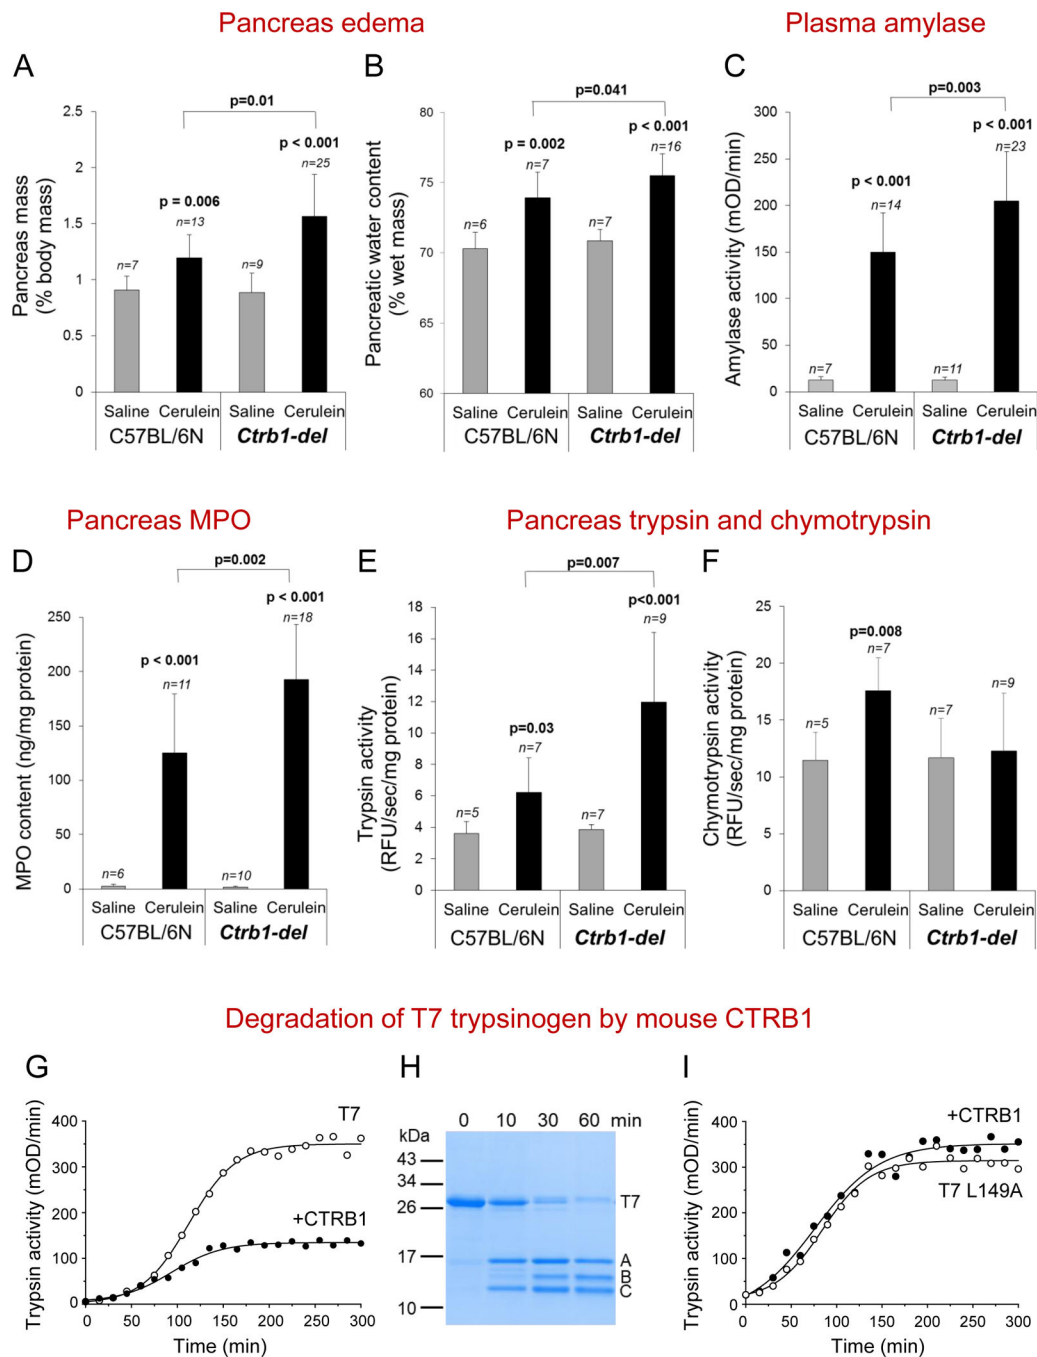 Pancreas edema
Plasma amylase
A
B
C
p=0.01
p < 0.001
n=25
p = 0.006
n=13
n=7
n=9
Pancreas mass
(% body mass)
2.5
2
1.5
1
0.5
0
Saline Cerulein Saline Cerulein
C57BL/6N Ctrb1-del
p=0.041
p < 0.001
n=16
p = 0.002
n=7
n=6
n=7
Pancreatic water content
(% wet mass)
80
75
70
65
60
Saline Cerulein Saline Cerulein
C57BL/6N Ctrb1-del
p=0.003
p < 0.001
n=23
p < 0.001
n=14
n=7
n=11
Amylase activity (mOD/min)
300
250
200
150
100
50
0
Saline Cerulein Saline Cerulein
C57BL/6N Ctrb1-del
Pancreas MPO
Pancreas trypsin and chymotrypsin
D
E
F
p=0.002
p < 0.001
n=18
p < 0.001
n=11
n=6
n=10
MPO content (ng/mg protein)
250
200
150
100
50
0
Saline Cerulein Saline Cerulein
C57BL/6N Ctrb1-del
p=0.007
p<0.001
n=9
p=0.03
n=7
n=5
n=7
Trypsin activity
(RFU/sec/mg protein)
18
16
14
12
10
8
6
4
2
0
Saline Cerulein Saline Cerulein
C57BL/6N Ctrb1-del
p=0.008
n=7
n=9
n=5
n=7
Chymotrypsin activity
(RFU/sec/mg protein)
25
20
15
10
5
0
Saline Cerulein Saline Cerulein
C57BL/6N Ctrb1-del
Degradation of T7 trypsinogen by mouse CTRB1
G
H
I
Trypsin activity (mOD/min)
400
300
200
100
0
T7
+CTRB1
0 50 100 150 200 250 300
Time (min)
0 10 30 60 min
kDa
43
34
26
17
10
T7
A
B
C
Trypsin activity (mOD/min)
400
300
200
100
0
+CTRB1
T7 L149A
0 50 100 150 200 250 300
Time (min)